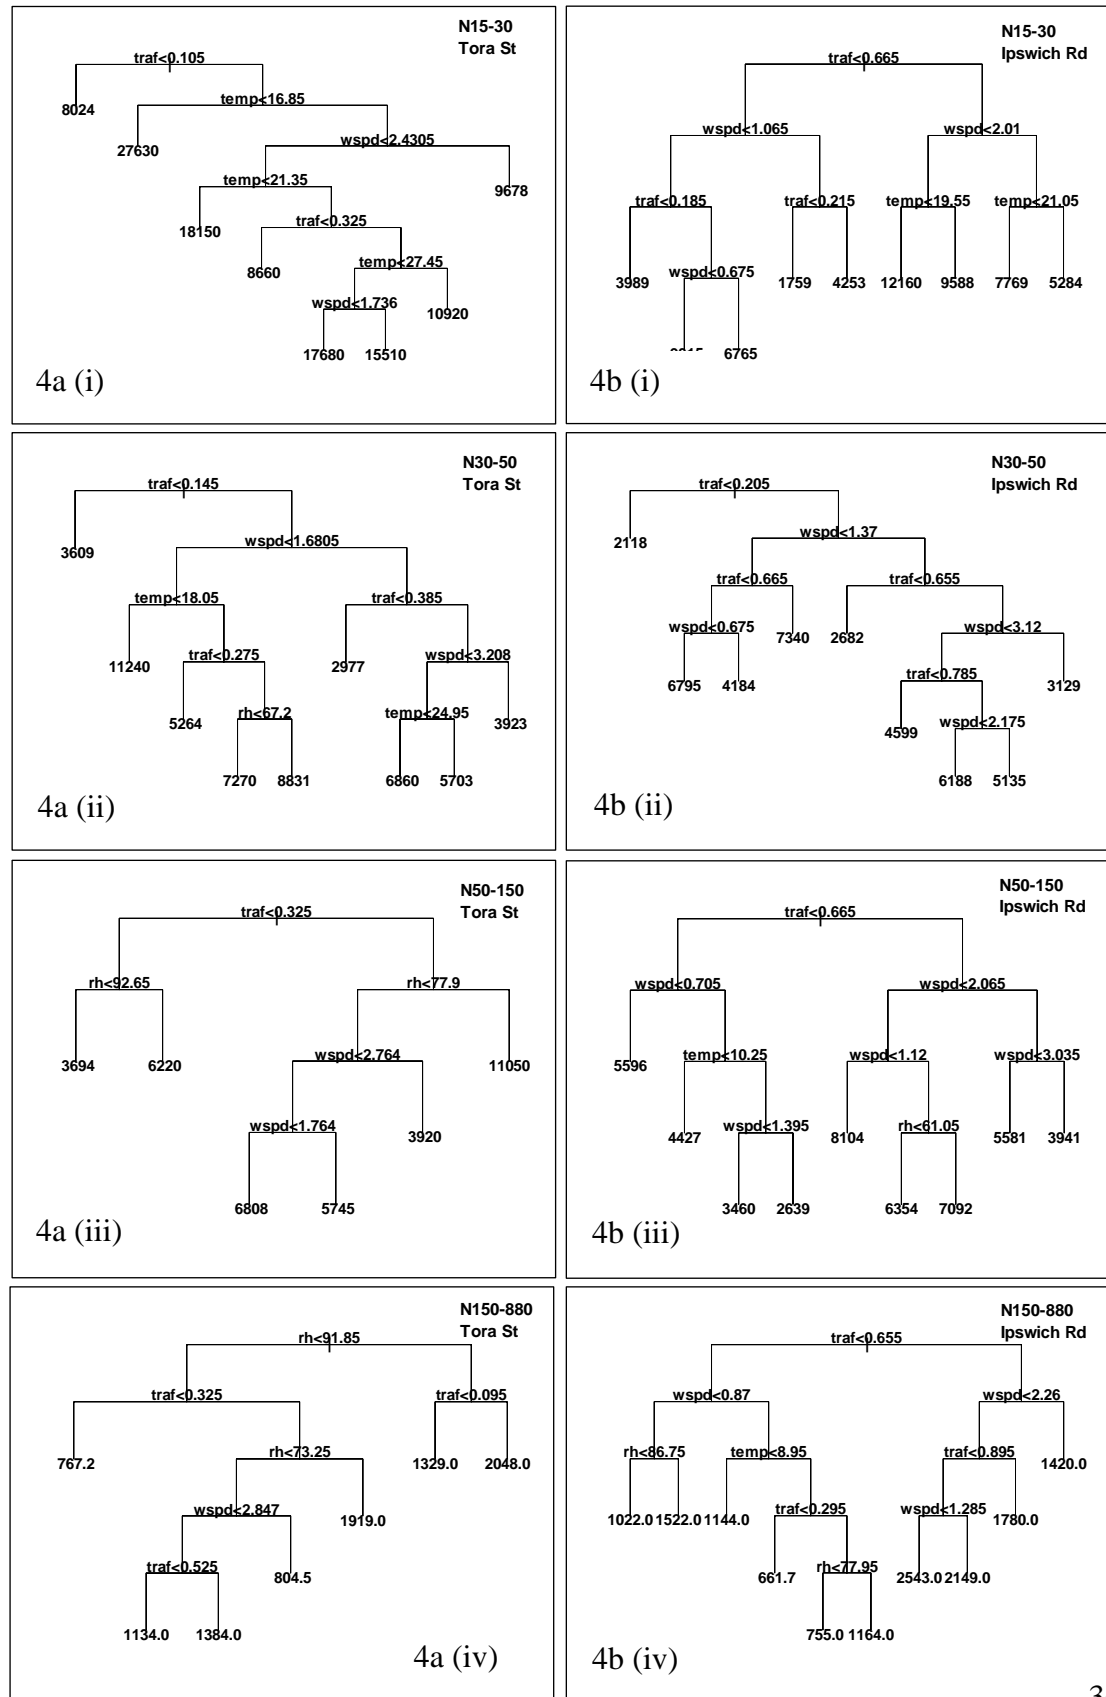 N15-30
Tora St
traf<0.105
8024
temp<16.85
27630
wspd<2.4305
9678
temp<21.35
18150
traf<0.325
8660
temp<27.45
10920
wspd<1.736
17680 15510
4a (i)
N15-30
Ipswich Rd
traf<0.665
wspd<1.065 wspd<2.01
traf<0.185 traf<0.215 temp<19.55 temp<21.05
3989 wspd<0.675 1759 4253 12160 9588 7769 5284
6765
4b (i)
N30-50
Tora St
traf<0.145
3609
wspd<1.6805
temp<18.05 traf<0.385
11240 traf<0.275 2977 wspd<3.208
5264 rh<67.2 temp<24.95 3923
7270 8831 6860 5703
4a (ii)
N30-50
Ipswich Rd
traf<0.205
2118
wspd<1.37
traf<0.665 traf<0.655
wspd<0.675 7340 2682 wspd<3.12
6795 4184 traf<0.785 3129
4599 wspd<2.175
6188 5135
4b (ii)
N50-150
Tora St
traf<0.325
rh<92.65 rh<77.9
3694 6220 wspd<2.764 11050
wspd<1.764 3920
6808 5745
4a (iii)
N50-150
Ipswich Rd
traf<0.665
wspd<0.705 wspd<2.065
5596 temp<10.25 wspd<1.12 wspd<3.035
4427 wspd<1.395 8104 rh<61.05 5581 3941
3460 2639 6354 7092
4b (iii)
N150-880
Tora St
rh<91.85
traf<0.325 traf<0.095
767.2 rh<73.25 1329.0 2048.0
wspd<2.847 1919.0
traf<0.525 804.5
1134.0 1384.0
4a (iv)
N150-880
Ipswich Rd
traf<0.655
wspd<0.87 wspd<2.26
rh<86.75 temp<8.95 traf<0.895 1420.0
1022.0 1522.0 1144.0 traf<0.295 wspd<1.285 1780.0
661.7 rh<77.95 2543.0 2149.0
755.0 1164.0
4b (iv)